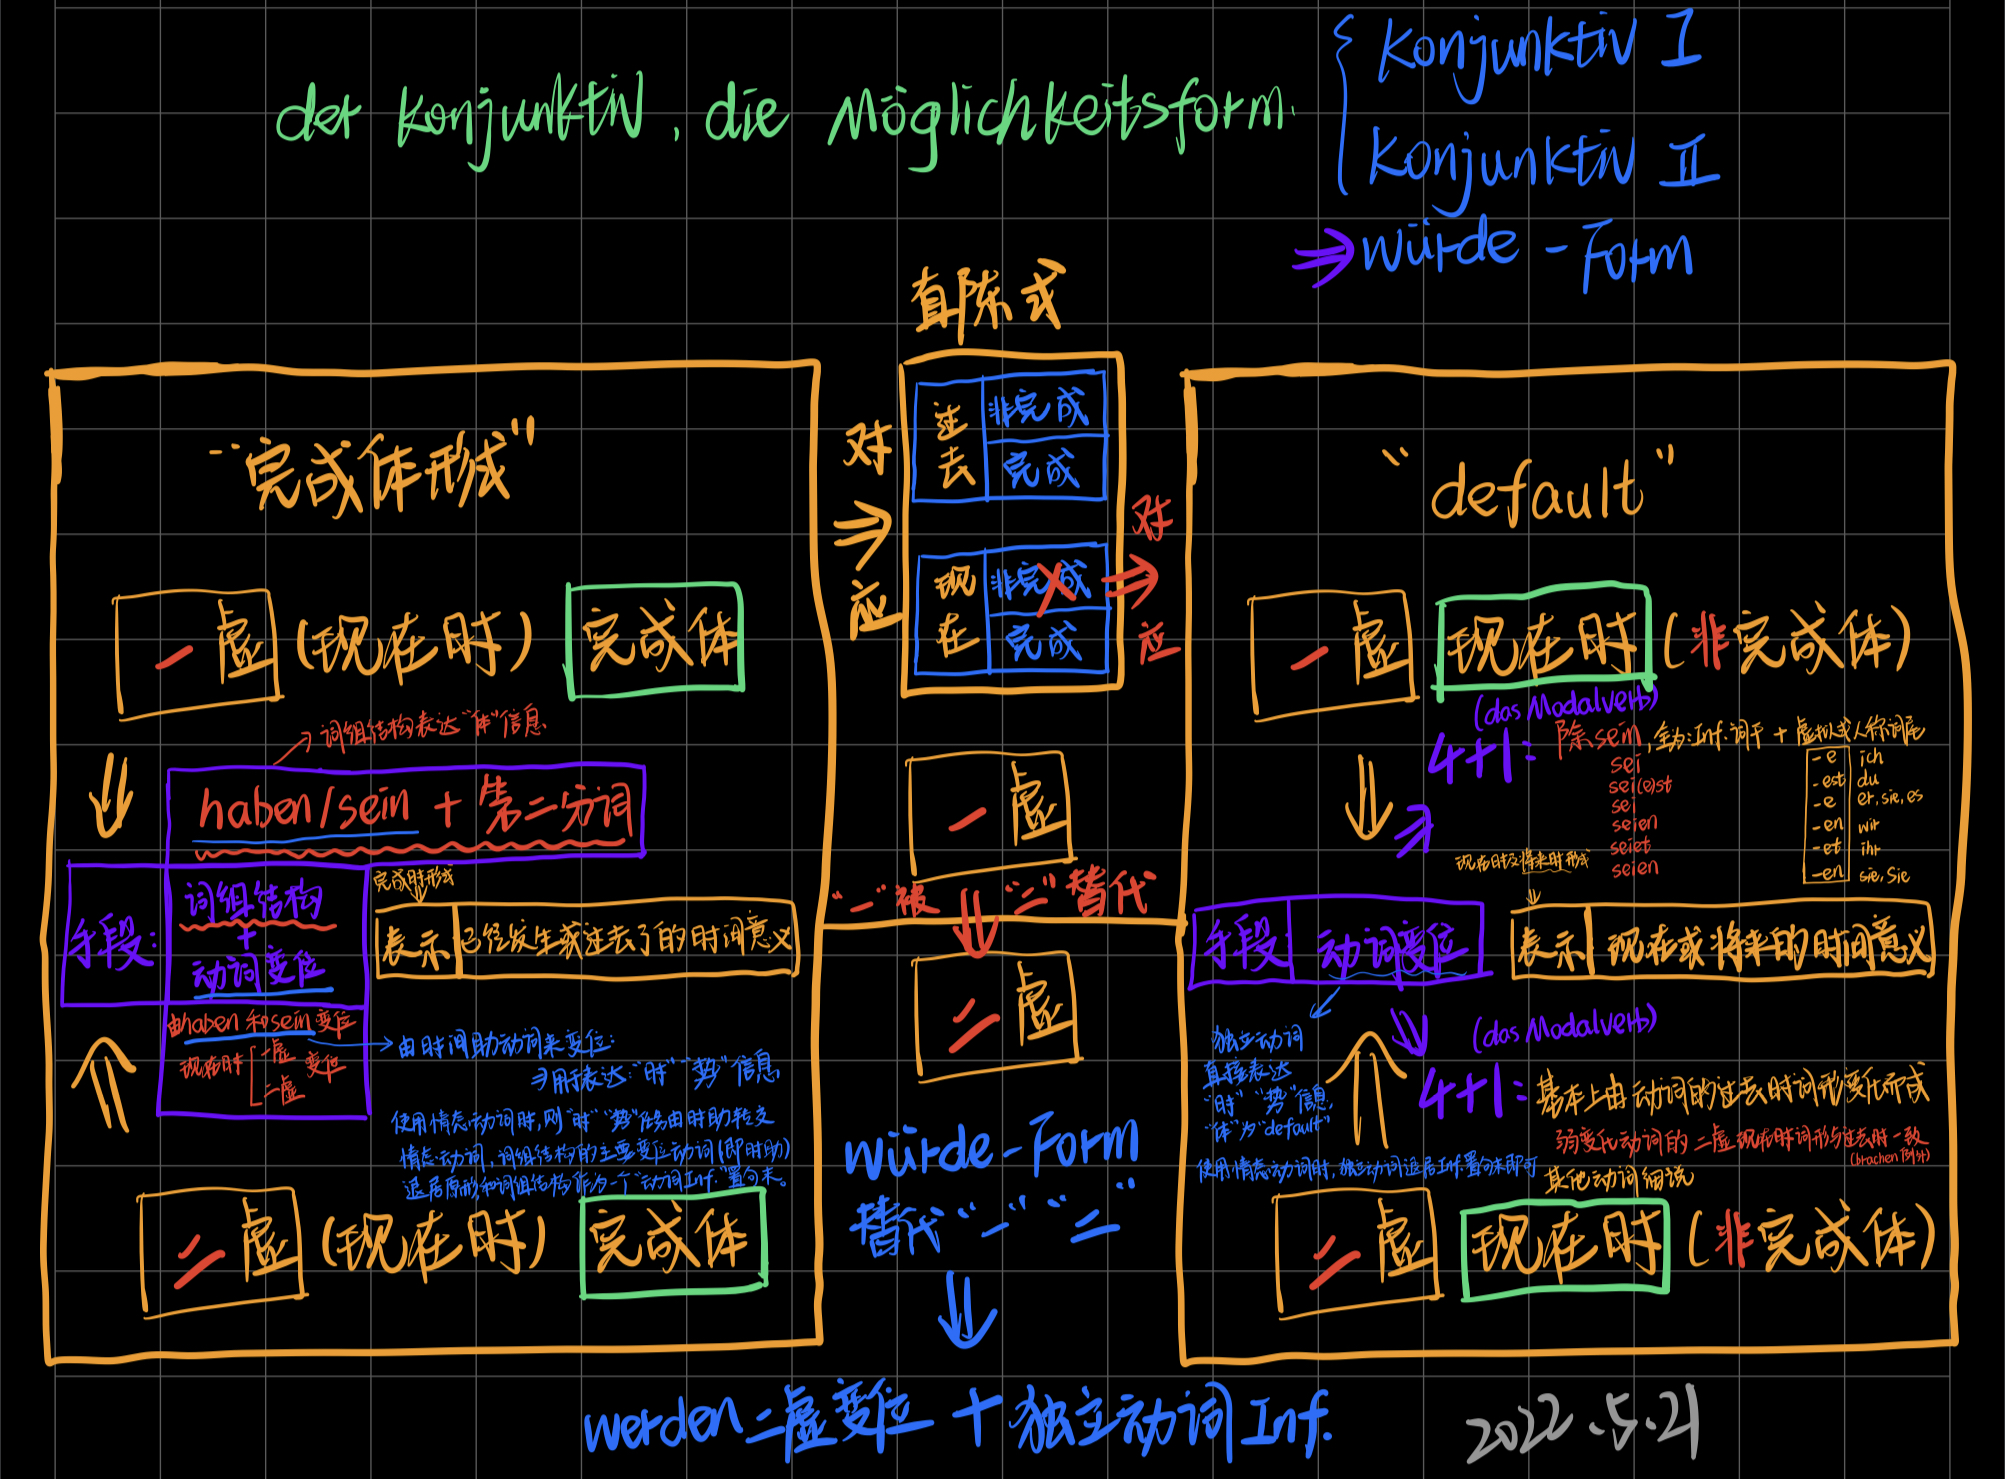 der Konjunktiv, die Möglichkeitsform.
Konjunktiv I
Konjunktiv II
⇒ würde-Form
直陈式
过去
非完成
完成
现在
非完成
完成
对应
对应
“完成体形式”
一虚 (现在时) 完成体
→ 词组结构表达“体”信息.
haben/sein + 第二分词
手段:
词组结构
+
动词变位
完成时形式
表示
已经发生或过去了的时间意义
由haben和sein变位
现在时
一虚
二虚
变位
由时间助动词来变位:
⇒用于表达:“时”“势”信息.
使用情态动词时, 则“时”“势”将由时助转交
情态动词, 词组结构的主要变位动词(即时助)
退居原形和词组结构作为一个“动词Inf.”置句末。
二虚 (现在时) 完成体
一虚
“一”被“二”替代
二虚
würde-Form
替代“一”“二”
werden二虚变位 + 独立动词Inf.
“default”
一虚 现在时 (非完成体)
(das Modalverb)
4+1:
除sein, 全为:Inf.词干 + 虚拟式人称词尾
sei
sei(e)st
sei
seien
seiet
seien
-e ich
-est du
-e er, sie, es
-en wir
-et ihr
-en sie, Sie
现在时及将来时形式
手段
动词变位
表示
现在或将来的时间意义
独立动词
直接表达
“时”“势”信息,
“体”为“default”
(das Modalverb)
4+1:
基本上由动词的过去时词形变化而成
弱变化动词的二虚现在时词形与过去时一致
(brachen例外)
使用情态动词时, 独立动词退居Inf.置句末即可
其他动词细说
二虚 现在时 (非完成体)
2022.5.21